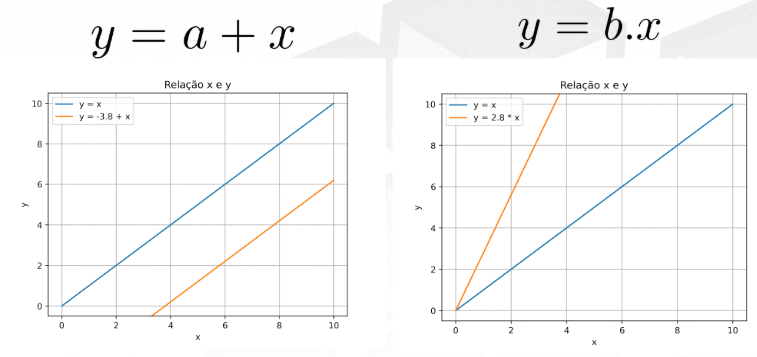 y = a + x
Relação x e y
y = x
y = -3.8 + x
10
8
6
4
2
0
y
0 2 4 6 8 10
x
y = b.x
Relação x e y
y = x
y = 2.8 * x
10
8
6
4
2
0
y
0 2 4 6 8 10
x